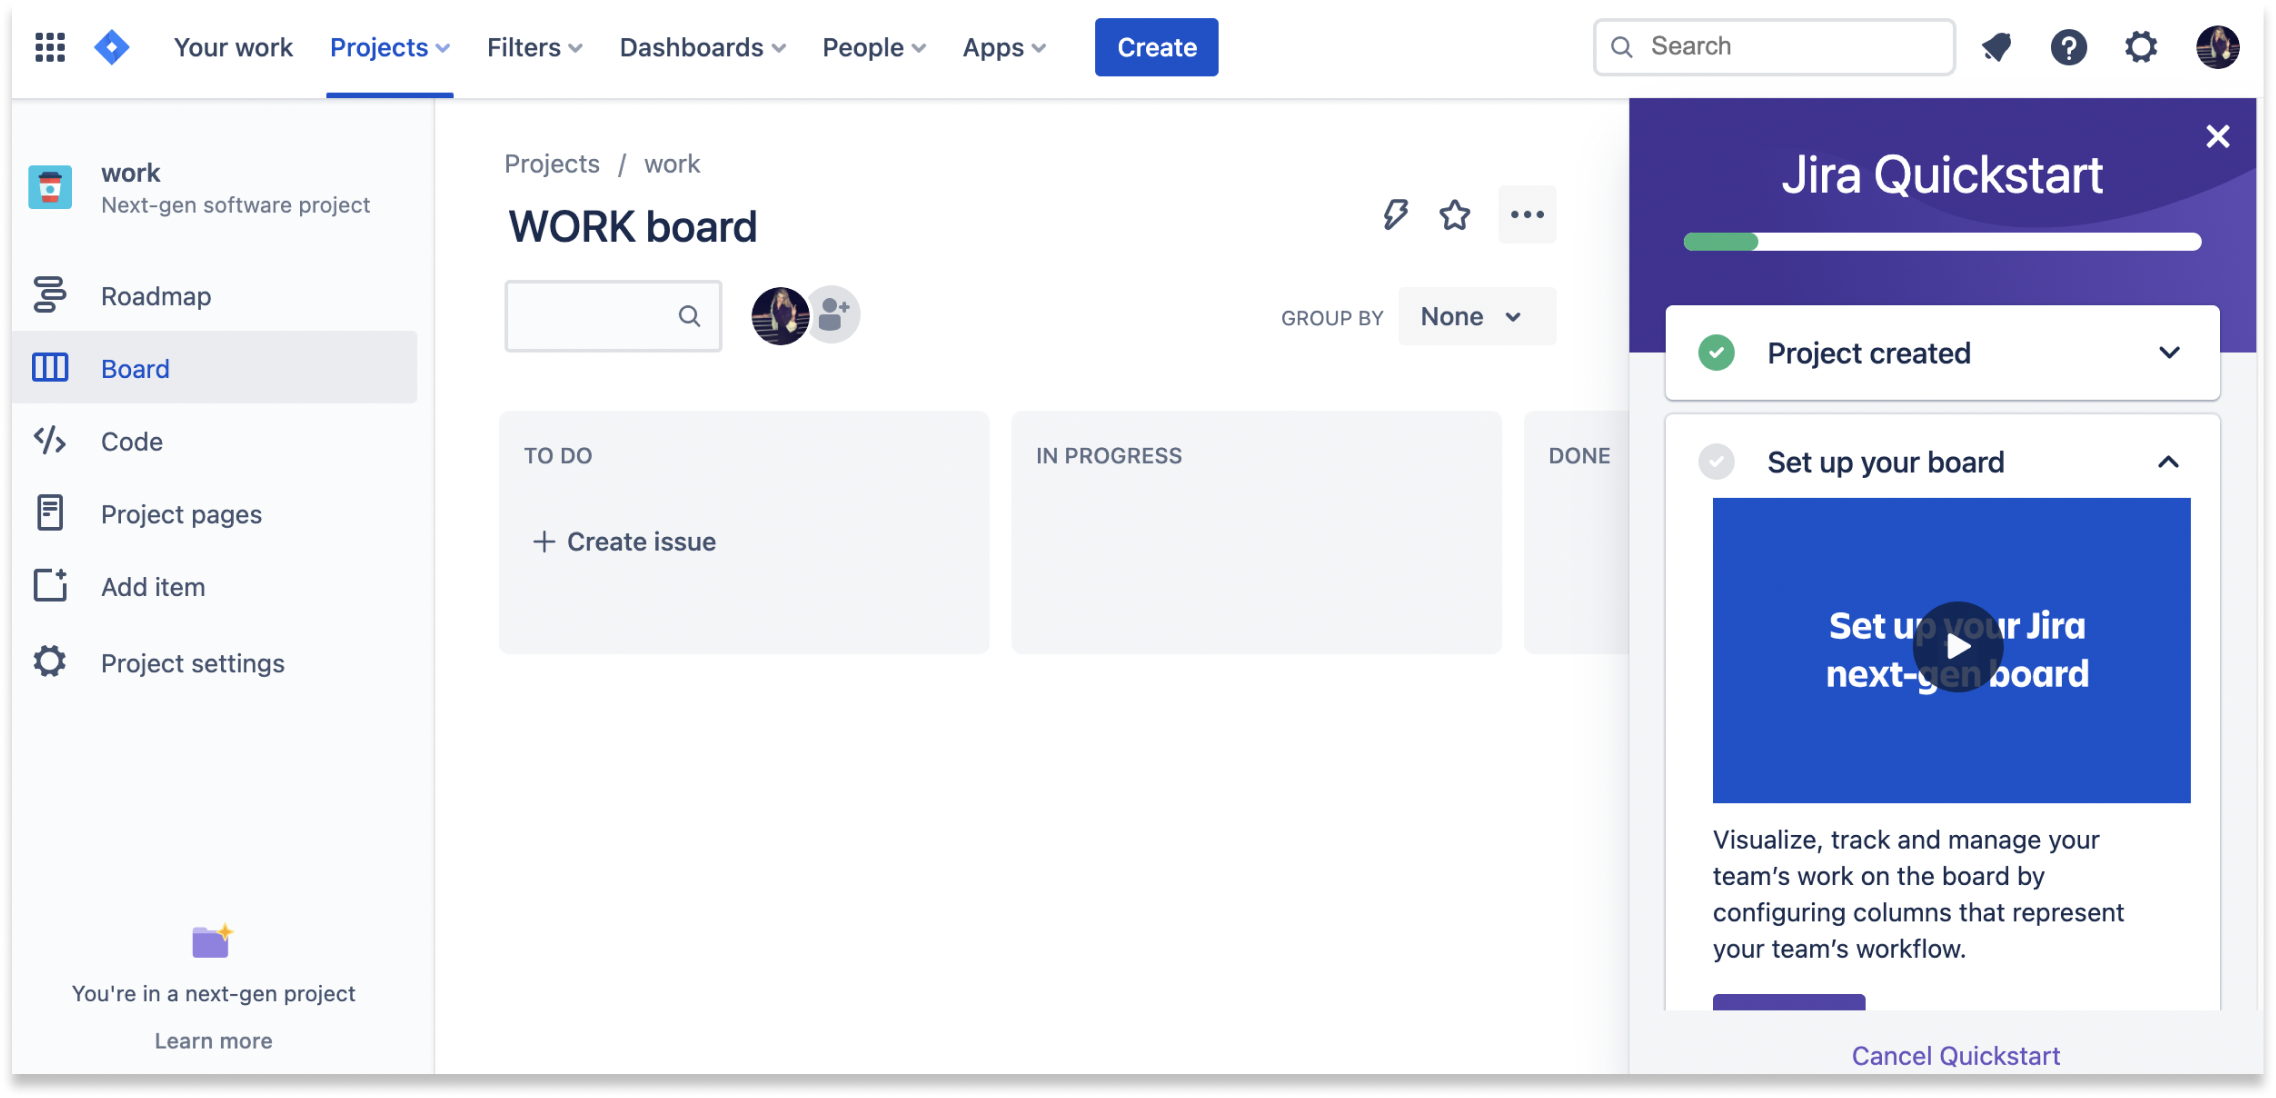 Your work Projects Filters Dashboards People Apps Create Search
work
Next-gen software project
Roadmap
Board
Code
Project pages
Add item
Project settings
You're in a next-gen project
Learn more
Projects / work
WORK board
GROUP BY None
TO DO
+ Create issue
IN PROGRESS
DONE
Jira Quickstart
Project created
Set up your board
Set up your Jira
next-gen board
Visualize, track and manage your
team’s work on the board by
configuring columns that represent
your team’s workflow.
Cancel Quickstart